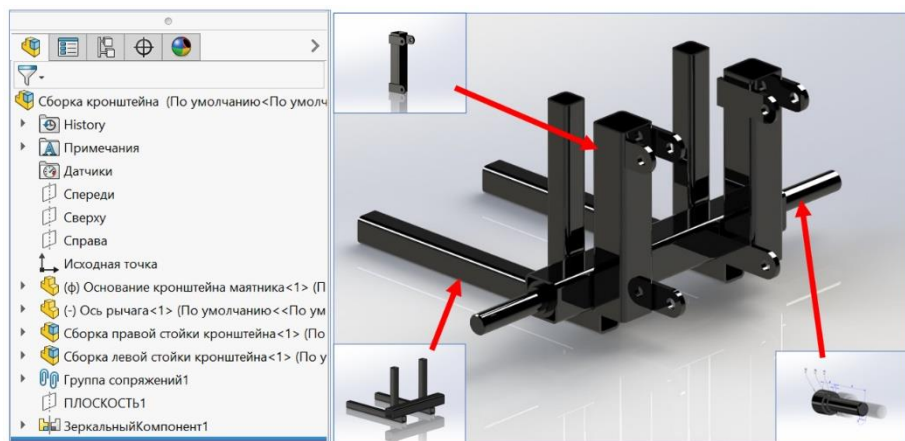 Сборка кронштейна (По умолчанию<По умолч
History
Примечания
Датчики
Спереди
Сверху
Справа
Исходная точка
(ф) Основание кронштейна маятника<1> (П
(-) Ось рычага<1> (По умолчанию<<По ум
Сборка правой стойки кронштейна<1> (По
Сборка левой стойки кронштейна<1> (По у
Группа сопряжений1
ПЛОСКОСТЬ1
ЗеркальныйКомпонент1